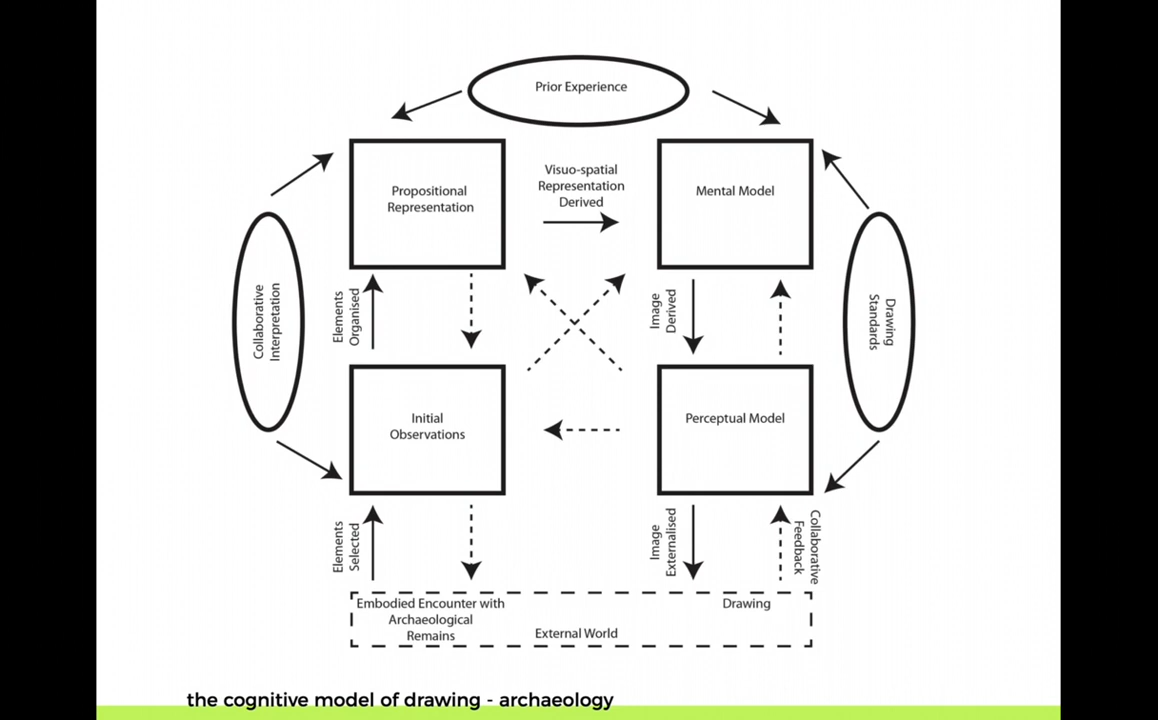 Prior Experience
Propositional
Representation
Visuo-spatial
Representation
Derived
Mental Model
Collaborative
Interpretation
Elements
Organised
Image
Derived
Drawing
Standards
Initial
Observations
Perceptual Model
Elements
Selected
Image
Externalised
Collaborative
Feedback
Embodied Encounter with
Archaeological
Remains
External World
Drawing
the cognitive model of drawing - archaeology